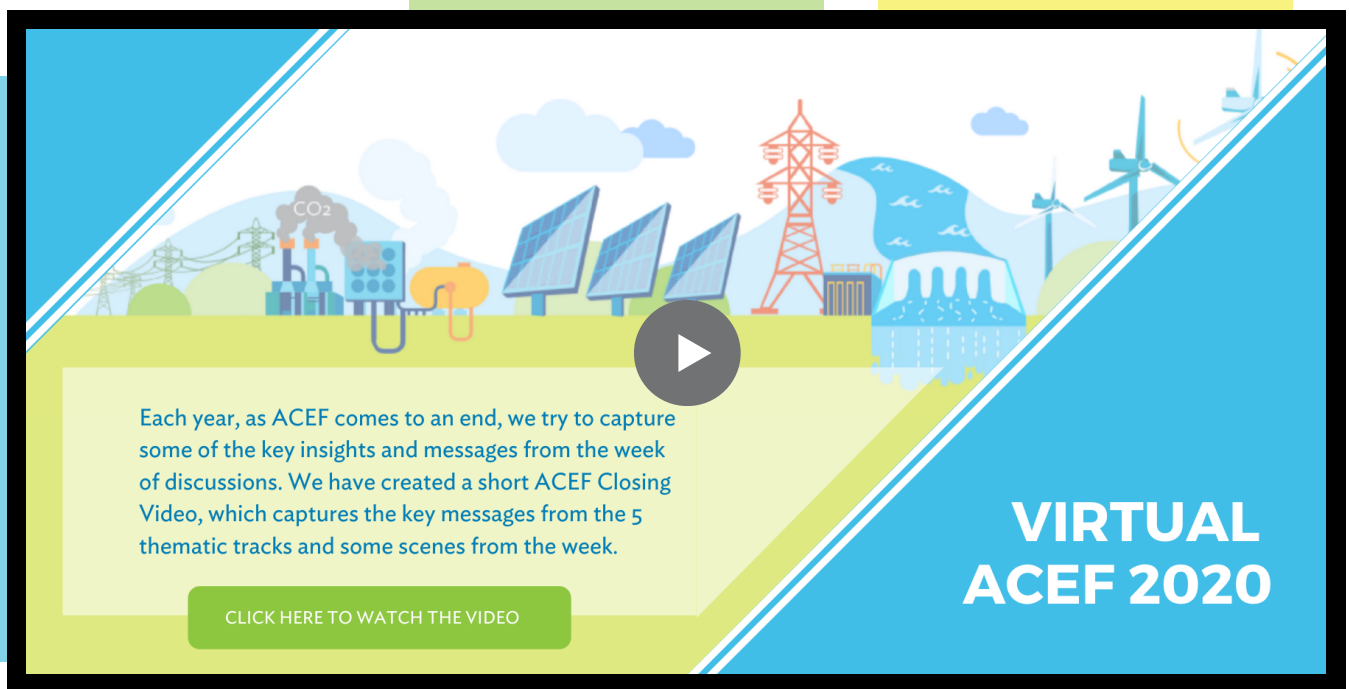 CO2
Each year, as ACEF comes to an end, we try to capture
some of the key insights and messages from the week
of discussions. We have created a short ACEF Closing
Video, which captures the key messages from the 5
thematic tracks and some scenes from the week.
CLICK HERE TO WATCH THE VIDEO
VIRTUAL
ACEF 2020